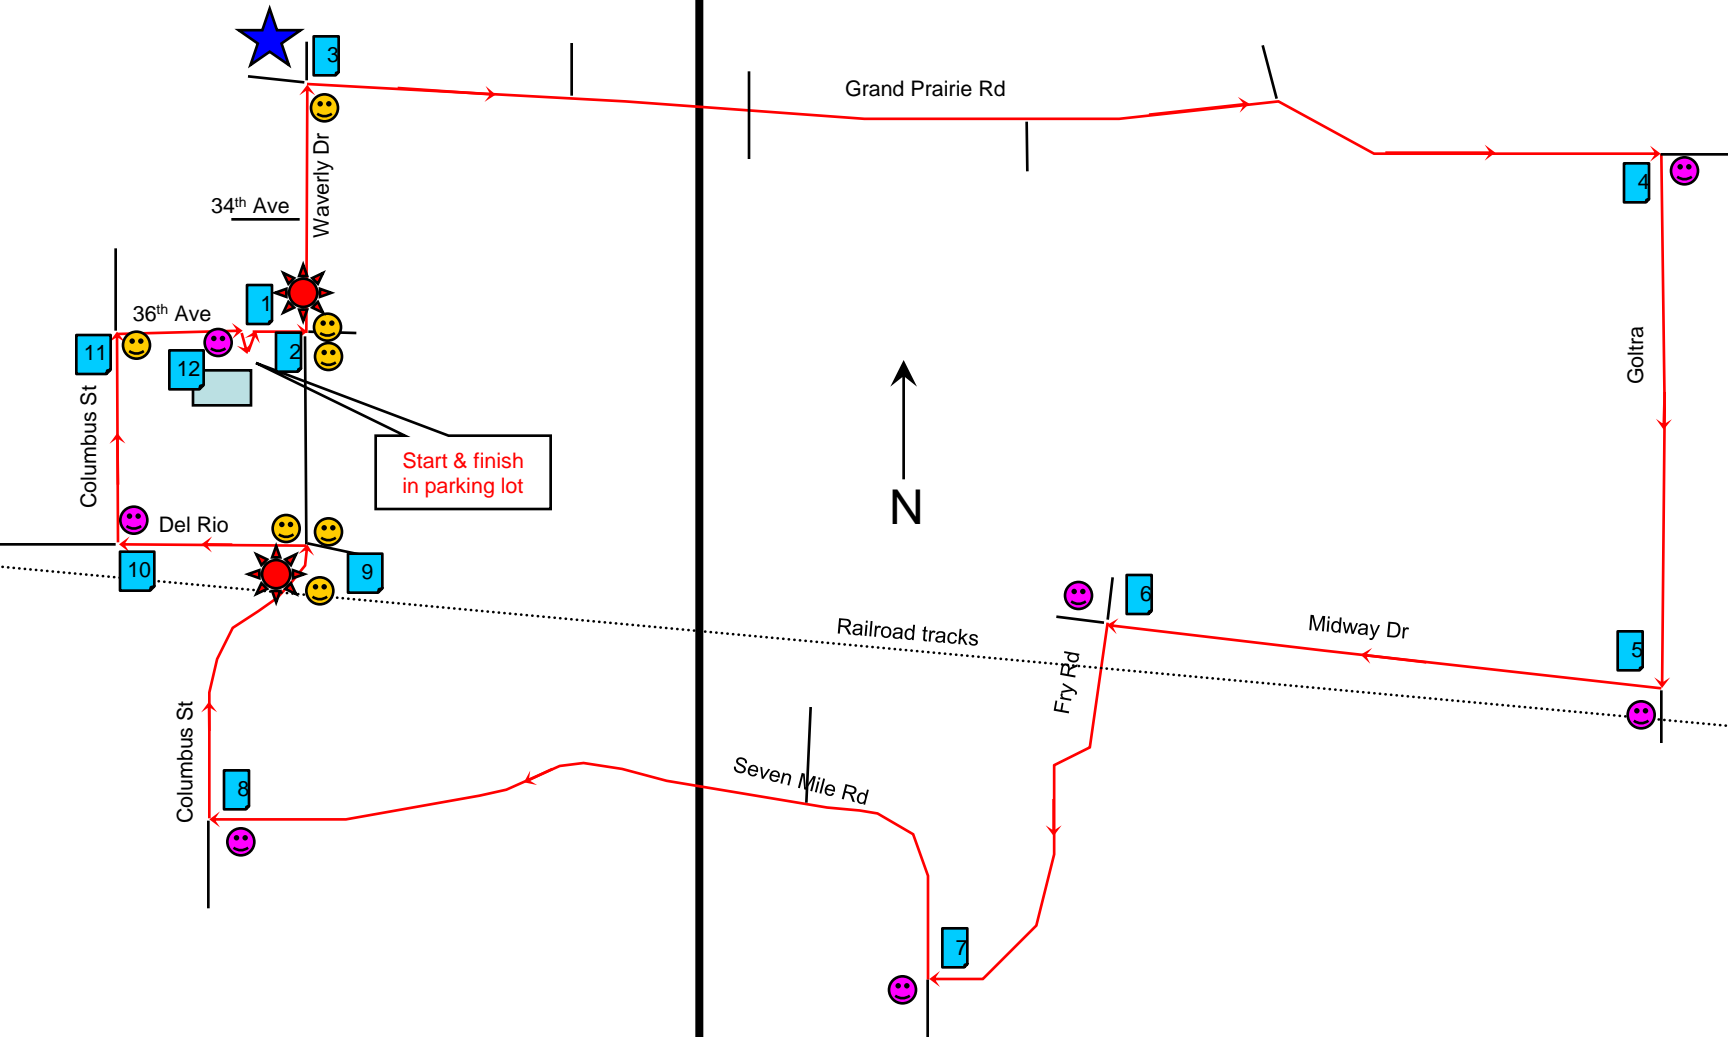 3
Grand Prairie Rd
Waverly Dr
4
34th Ave
1
36th Ave
2
11
12
Goltra
Columbus St
Start & finish
in parking lot
N
Del Rio
10
9
6
Railroad tracks
Midway Dr
5
Fry Rd
Columbus St
8
Seven Mile Rd
7